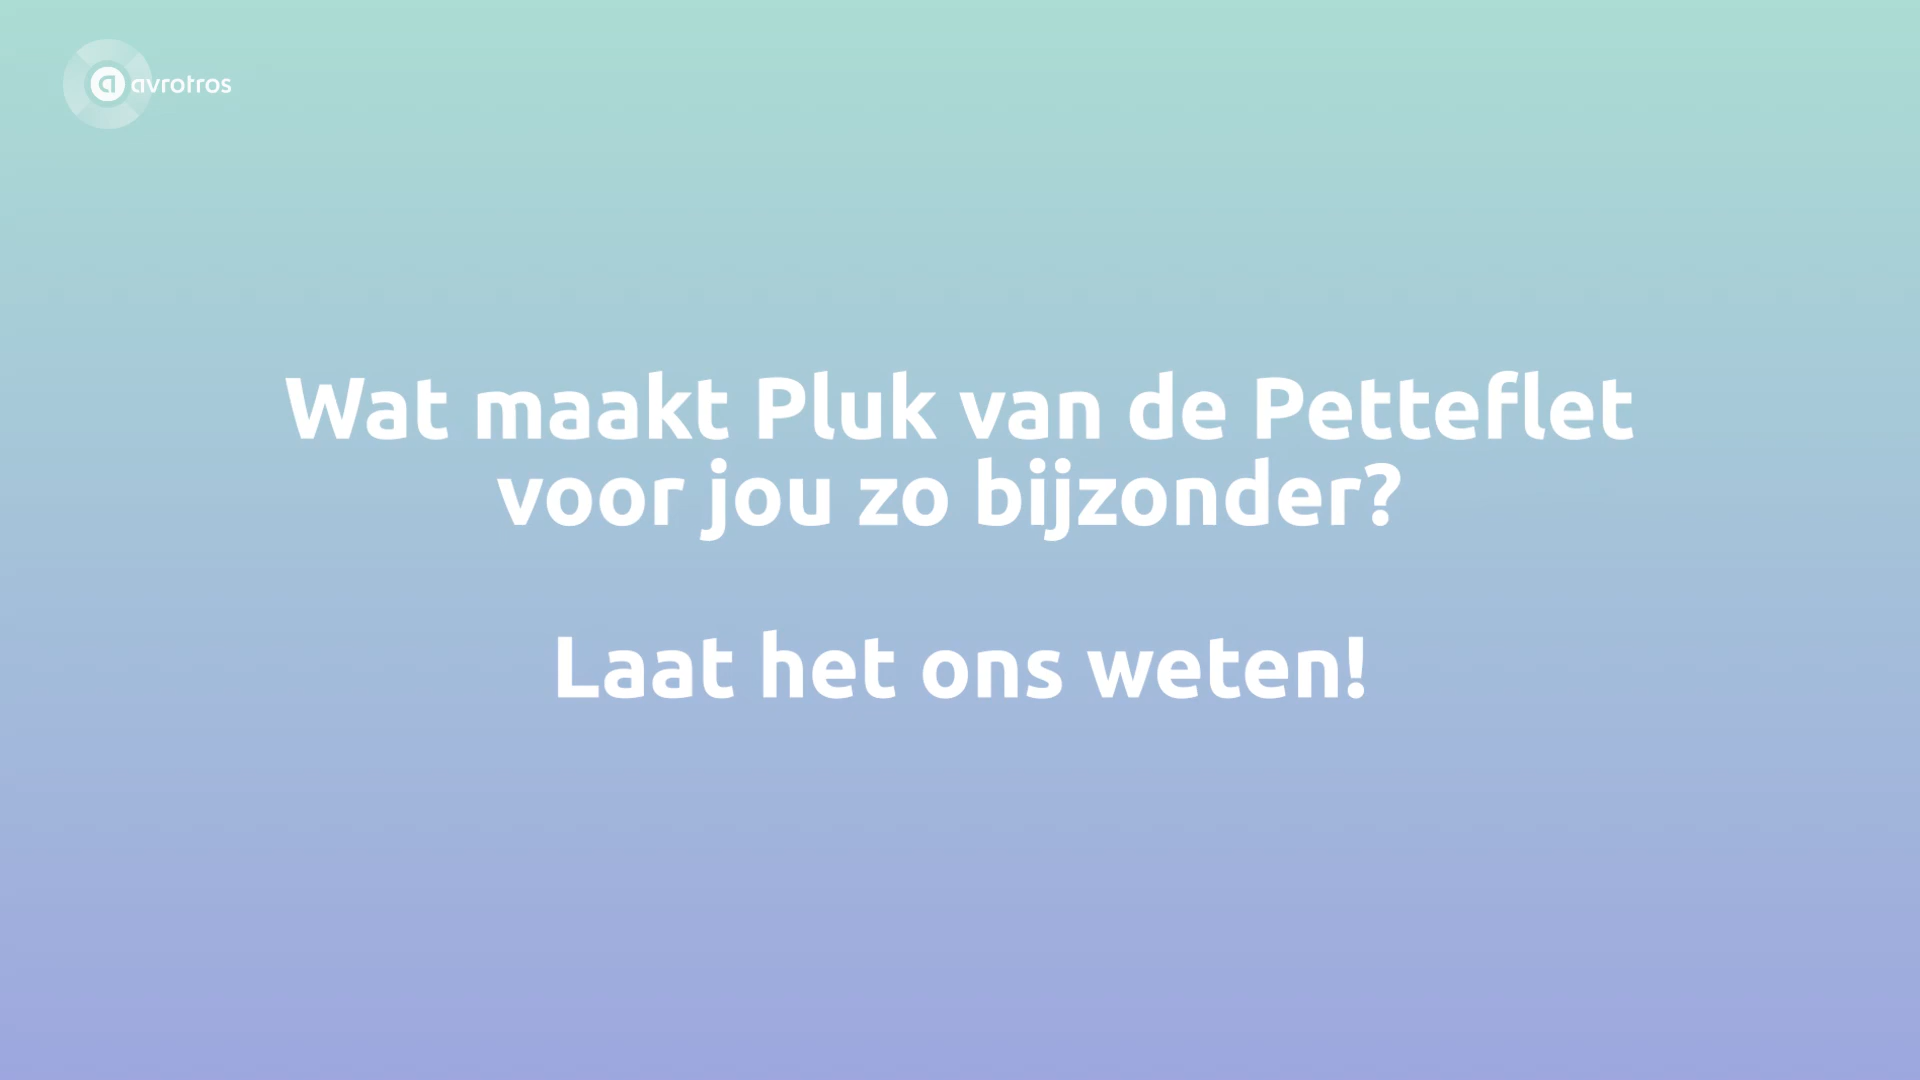 avrotros
Wat maakt Pluk van de Petteflet
voor jou zo bijzonder?
Laat het ons weten!